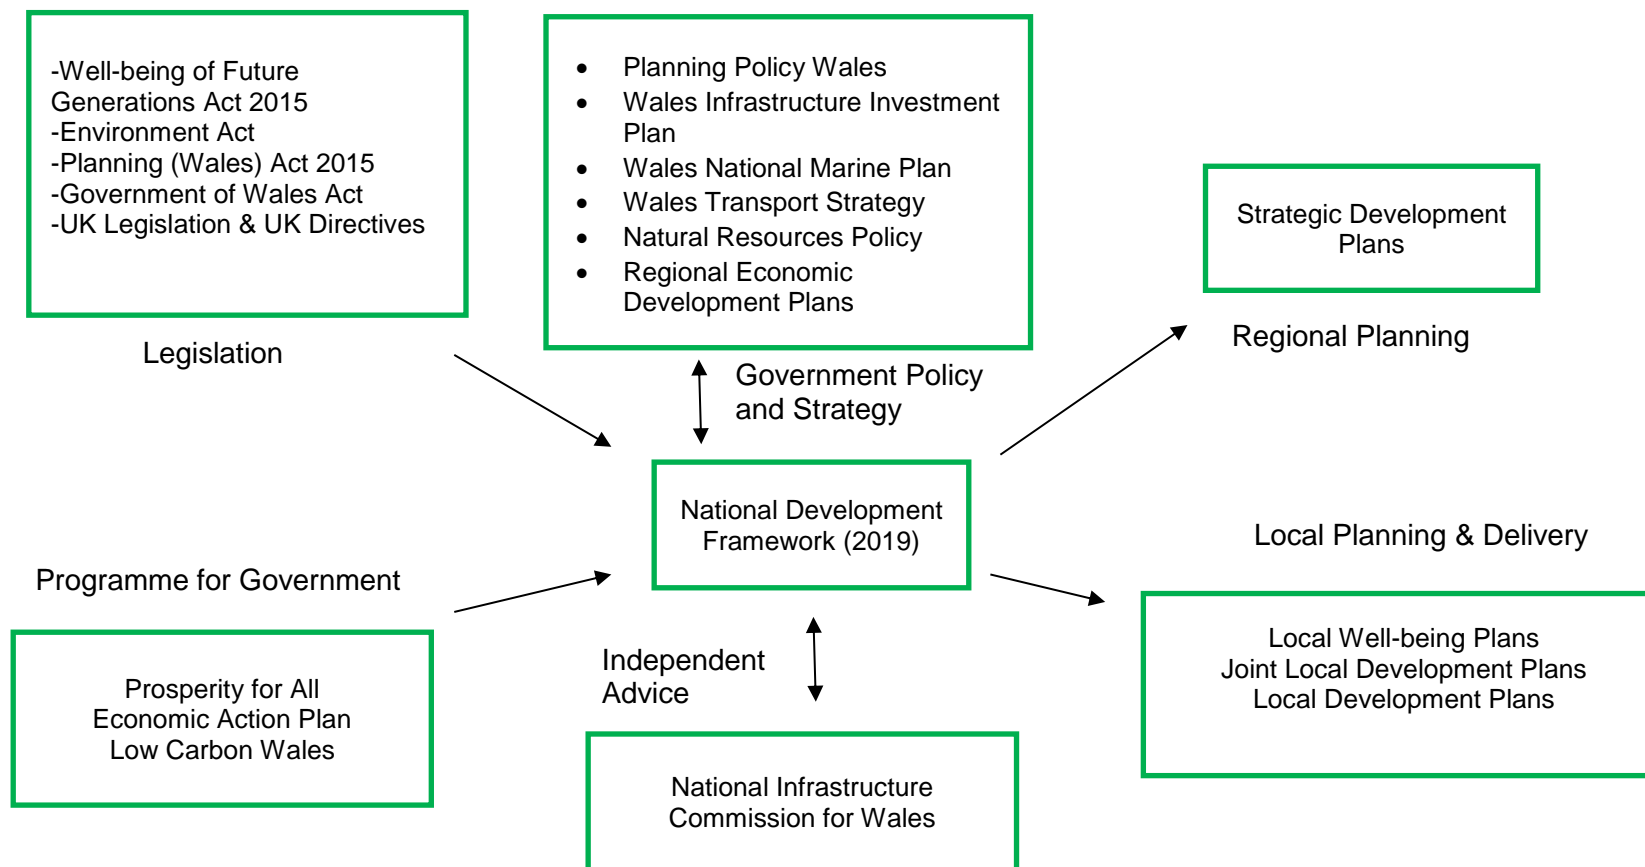 -Well-being of Future
Generations Act 2015
-Environment Act
-Planning (Wales) Act 2015
-Government of Wales Act
-UK Legislation & UK Directives
Legislation
• Planning Policy Wales
• Wales Infrastructure Investment
Plan
• Wales National Marine Plan
• Wales Transport Strategy
• Natural Resources Policy
• Regional Economic
Development Plans
Government Policy
and Strategy
Strategic Development
Plans
Regional Planning
National Development
Framework (2019)
Programme for Government
Prosperity for All
Economic Action Plan
Low Carbon Wales
Independent
Advice
National Infrastructure
Commission for Wales
Local Planning & Delivery
Local Well-being Plans
Joint Local Development Plans
Local Development Plans